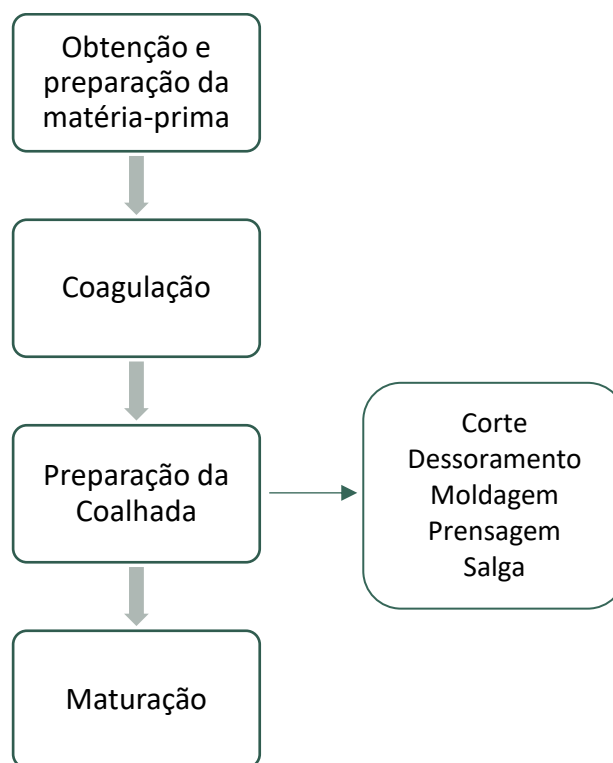 Obtenção e
preparação da
matéria-prima
Coagulação
Preparação da
Coalhada
Corte
Dessoramento
Moldagem
Prensagem
Salga
Maturação